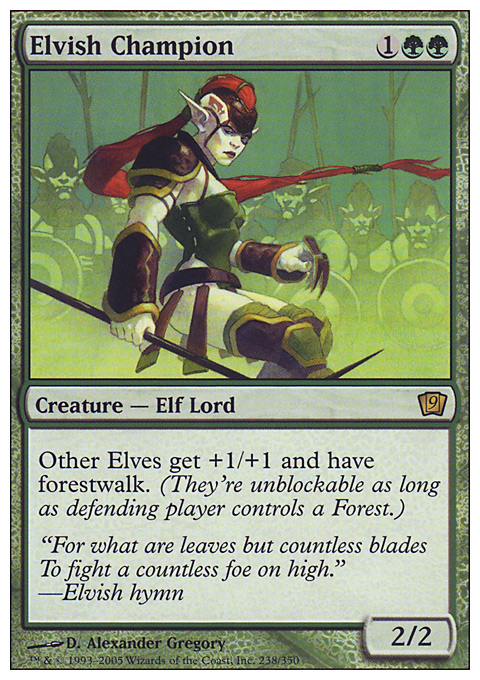 Elvish Champion 1
Creature — Elf Lord 9
Other Elves get +1/+1 and have
forestwalk. (They're unblockable as long
as defending player controls a Forest.)
"For what are leaves but countless blades
To fight a countless foe on high."
—Elvish hymn
D. Alexander Gregory
2/2
™ & © 1993–2005 Wizards of the Coast, Inc. 238/350